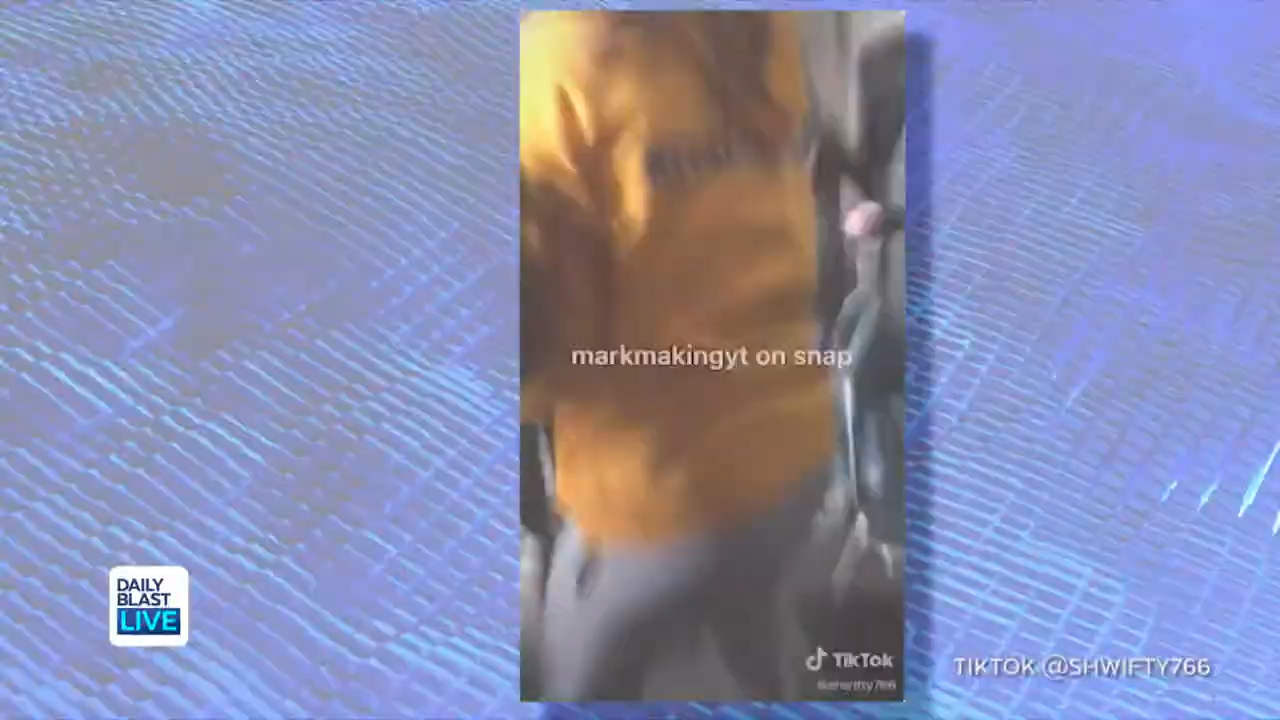 markmakingyt on snap
DAILY
BLAST
LIVE
TikTok
TIKTOK @SHWIFTY766